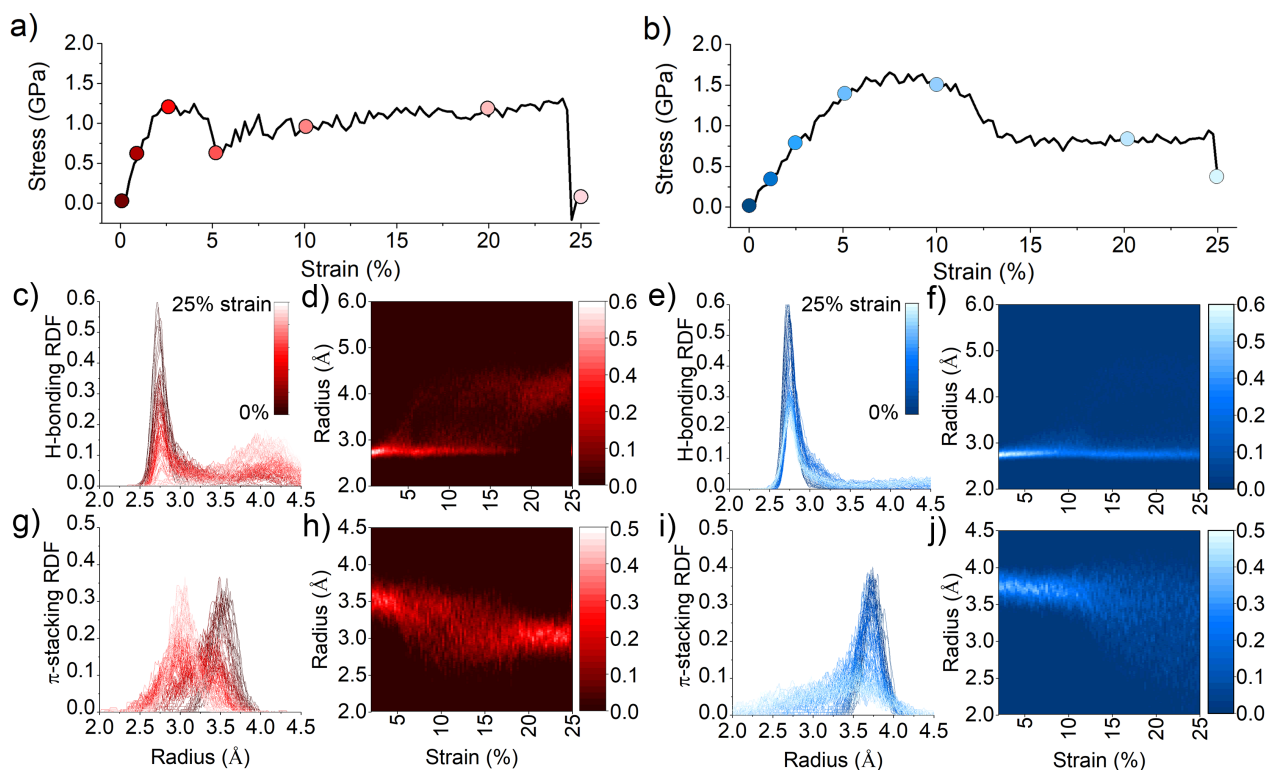 a)
Stress (GPa)
2.0
1.5
1.0
0.5
0.0
0 5 10 15 20 25
Strain (%)
b)
Stress (GPa)
2.0
1.5
1.0
0.5
0.0
0 5 10 15 20 25
Strain (%)
c)
H-bonding RDF
0.6
0.5
0.4
0.3
0.2
0.1
0.0
25% strain
0%
2.0 2.5 3.0 3.5 4.0 4.5
d)
Radius (Å)
6.0
5.0
4.0
3.0
2.0
5 10 15 20 25
0.6
0.5
0.4
0.3
0.2
0.1
0.0
e)
H-bonding RDF
0.6
0.5
0.4
0.3
0.2
0.1
0.0
25% strain
0%
2.0 2.5 3.0 3.5 4.0 4.5
f)
Radius (Å)
6.0
5.0
4.0
3.0
2.0
5 10 15 20 25
0.6
0.5
0.4
0.3
0.2
0.1
0.0
g)
π-stacking RDF
0.5
0.4
0.3
0.2
0.1
0.0
2.0 2.5 3.0 3.5 4.0 4.5
Radius (Å)
h)
Radius (Å)
4.5
4.0
3.5
3.0
2.5
2.0
5 10 15 20 25
Strain (%)
0.5
0.4
0.3
0.2
0.1
0.0
i)
π-stacking RDF
0.5
0.4
0.3
0.2
0.1
0.0
2.0 2.5 3.0 3.5 4.0 4.5
Radius (Å)
j)
Radius (Å)
4.5
4.0
3.5
3.0
2.5
2.0
5 10 15 20 25
Strain (%)
0.5
0.4
0.3
0.2
0.1
0.0